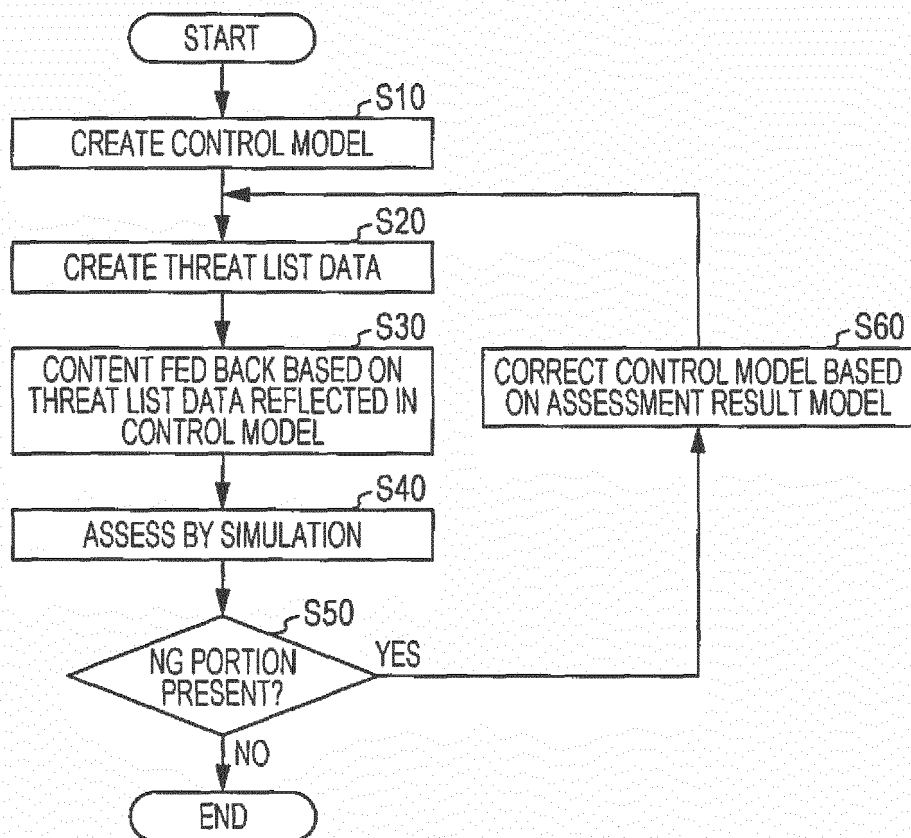 START
S10
CREATE CONTROL MODEL
S20
CREATE THREAT LIST DATA
S30
CONTENT FED BACK BASED ON
THREAT LIST DATA REFLECTED IN
CONTROL MODEL
S60
CORRECT CONTROL MODEL BASED
ON ASSESSMENT RESULT MODEL
S40
ASSESS BY SIMULATION
S50
NG PORTION
PRESENT?
YES
NO
END